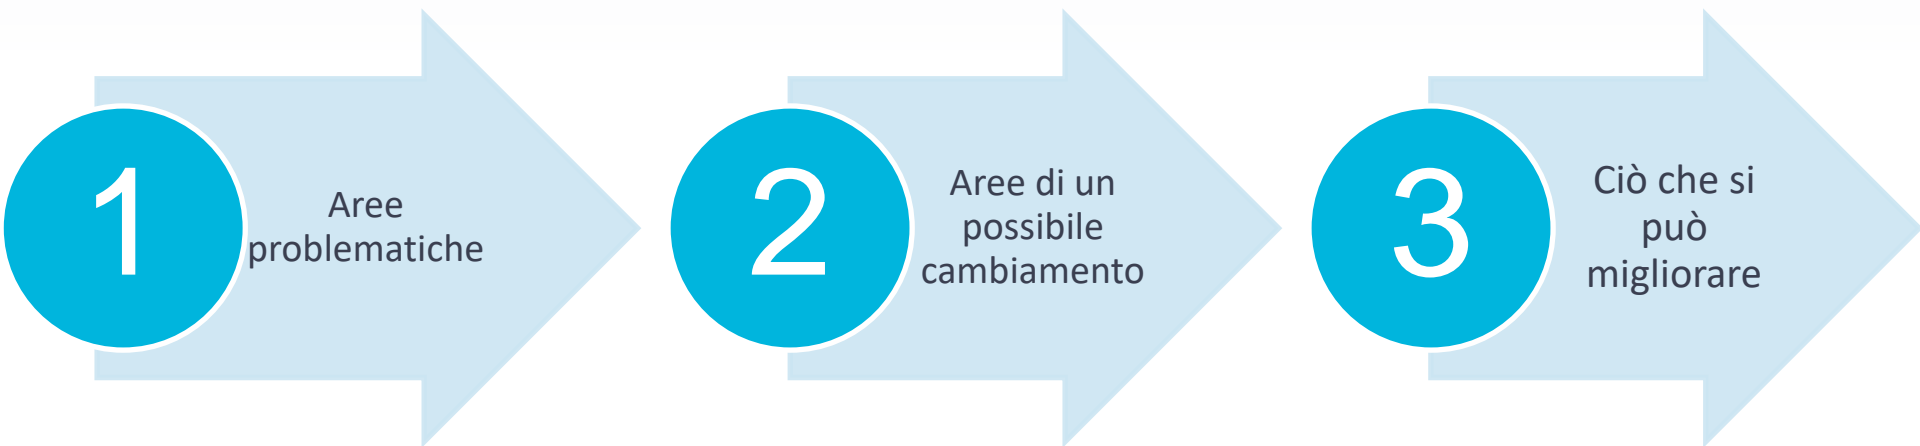 1
Aree
problematiche
2
Aree di un
possibile
cambiamento
3
Ciò che si
può
migliorare